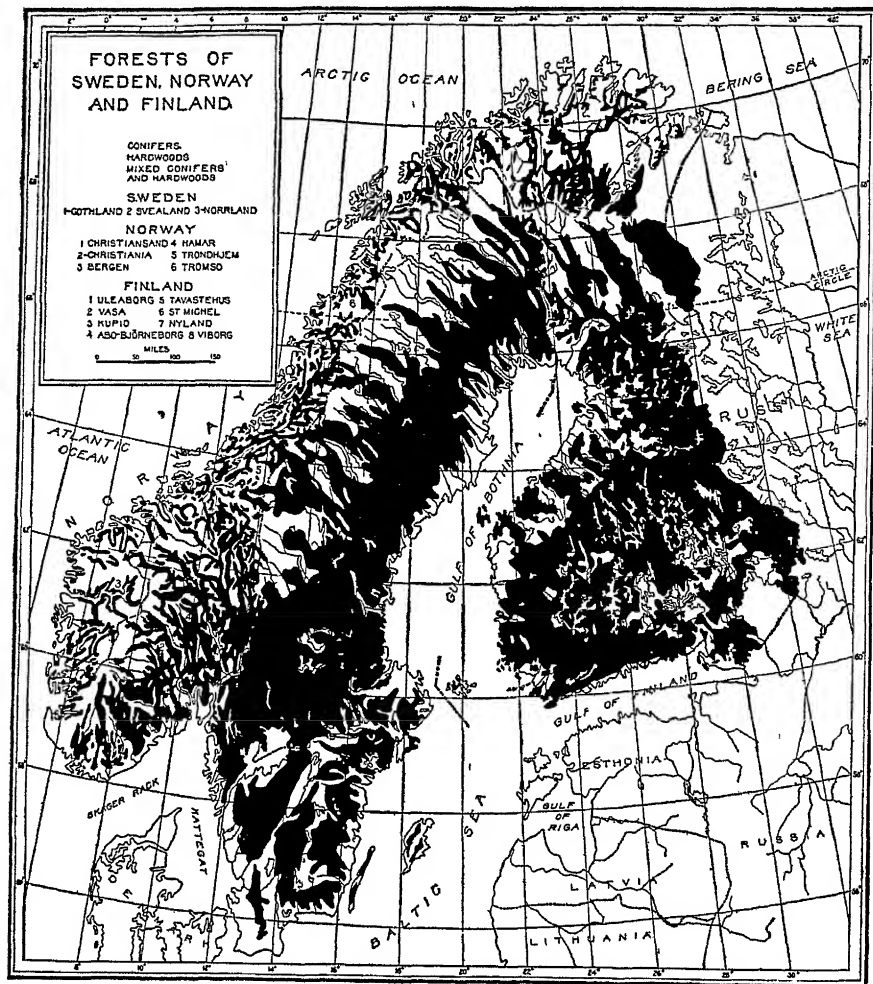 FORESTS OF
SWEDEN, NORWAY
AND FINLAND
CONIFERS
HARDWOODS
MIXED CONIFERS
AND HARDWOODS
SWEDEN
1-GOTHLAND 2 SVEALAND 3-NORRLAND
NORWAY
1 CHRISTIANSAND 4 HAMAR
2-CHRISTIANIA 5 TRONDHJEM
3 BERGEN 6 TROMSO
FINLAND
1 ULEABORG 5 TAVASTEHUS
2 VASA 6 ST MICHEL
3 KUPIO 7 NYLAND
4 ABO-BJÖRNEBORG 8 VIBORG
MILES
0 50 100 150
ARCTIC OCEAN
BERING SEA
ARCTIC
CIRCLE
WHITE
SEA
RUSSIA
ATLANTIC
OCEAN
NORWAY
GULF OF BOTHNIA
GULF OF FINLAND
ESTHONIA
SKAGER RACK
KATTEGAT
GULF
OF
RIGA
RUSSIA
BALTIC SEA
LATVIA
LITHUANIA